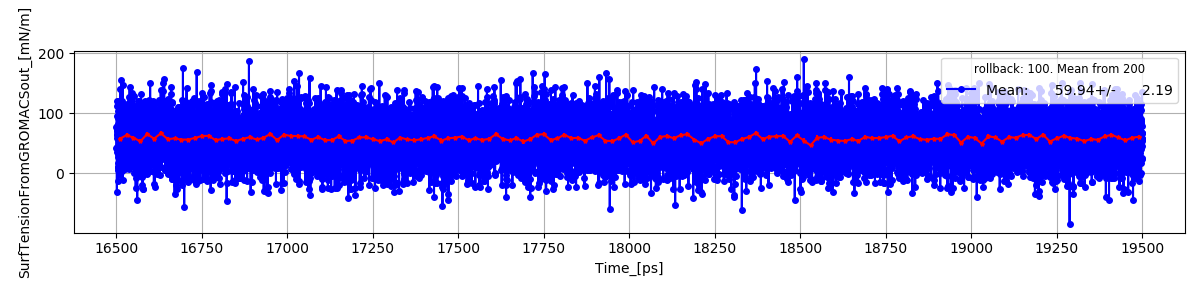 SurfTensionFromGROMACSout_[mN/m]
200
100
0
rollback: 100. Mean from 200
Mean: 59.94+/- 2.19
16500 16750 17000 17250 17500 17750 18000 18250 18500 18750 19000 19250 19500
Time_[ps]